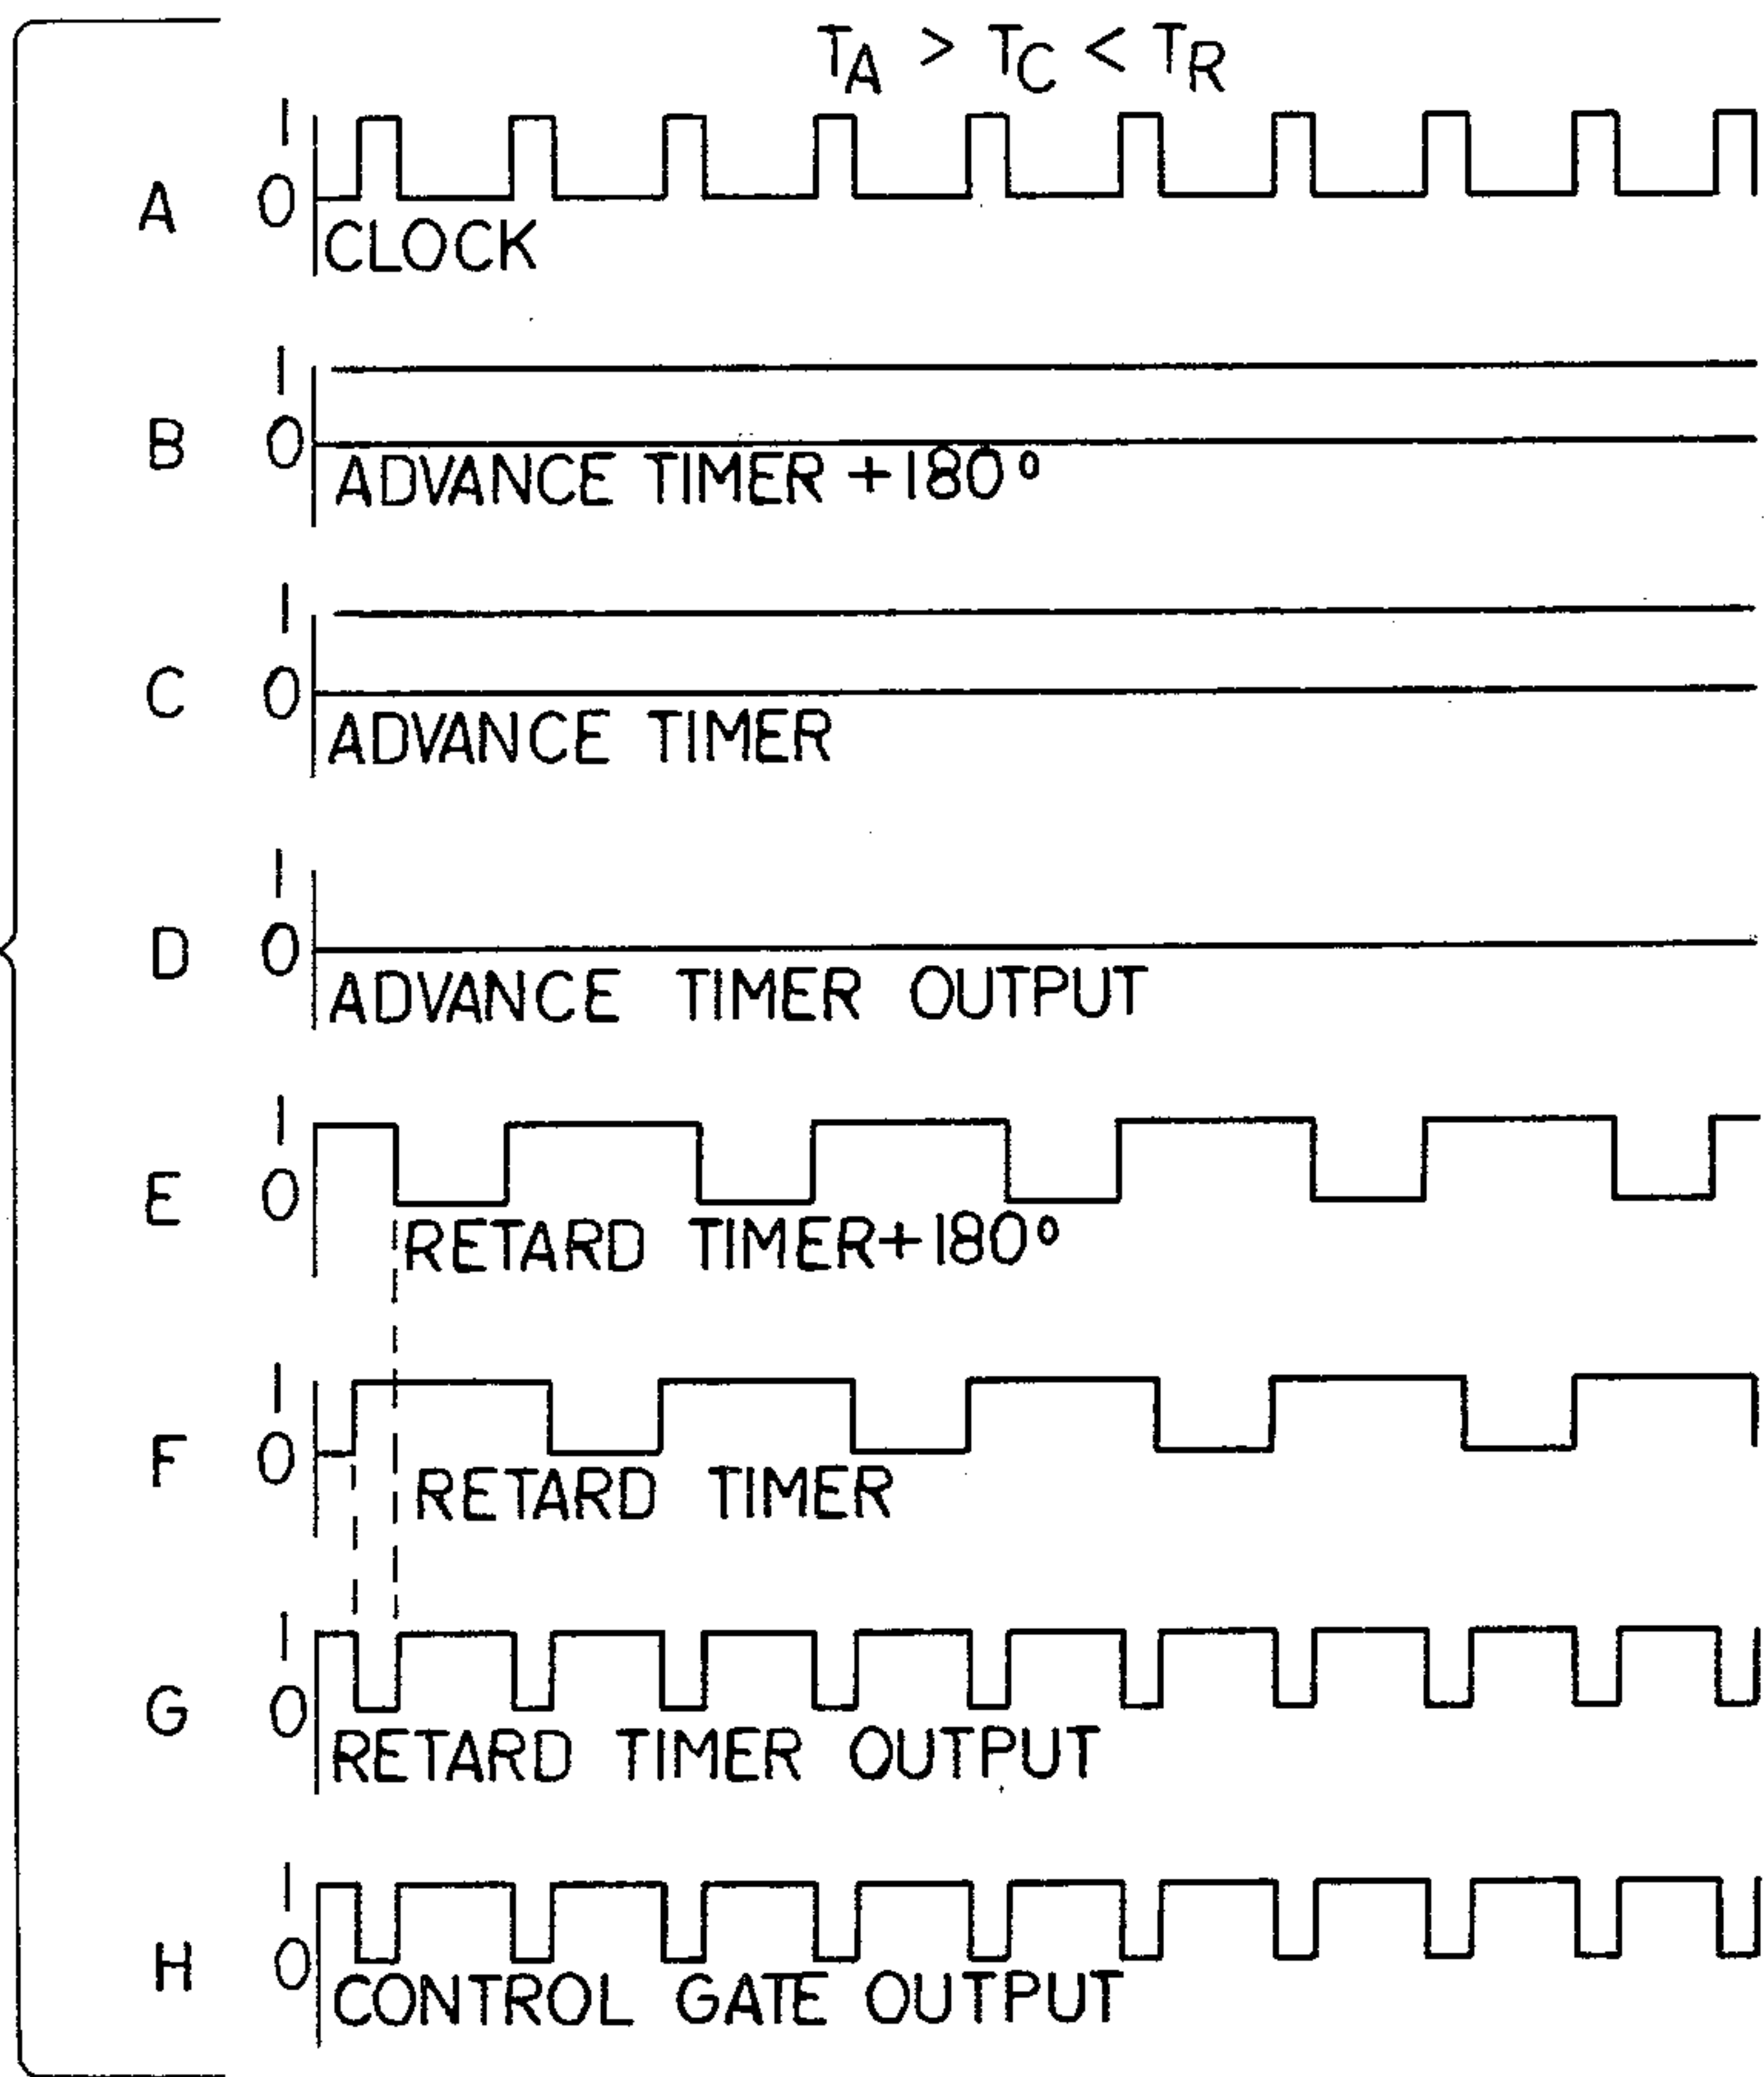 TA > TC < TR
1
A 0
CLOCK
1
B 0
ADVANCE TIMER +180°
1
C 0
ADVANCE TIMER
1
D 0
ADVANCE TIMER OUTPUT
1
E 0
RETARD TIMER+180°
1
F 0
RETARD TIMER
1
G 0
RETARD TIMER OUTPUT
1
H 0
CONTROL GATE OUTPUT